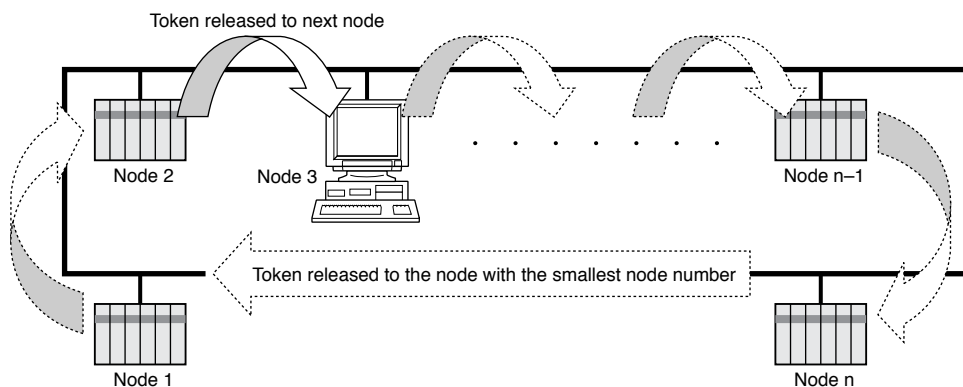 Token released to next node
Node 2
Node 3
Node n–1
Token released to the node with the smallest node number
Node 1
Node n